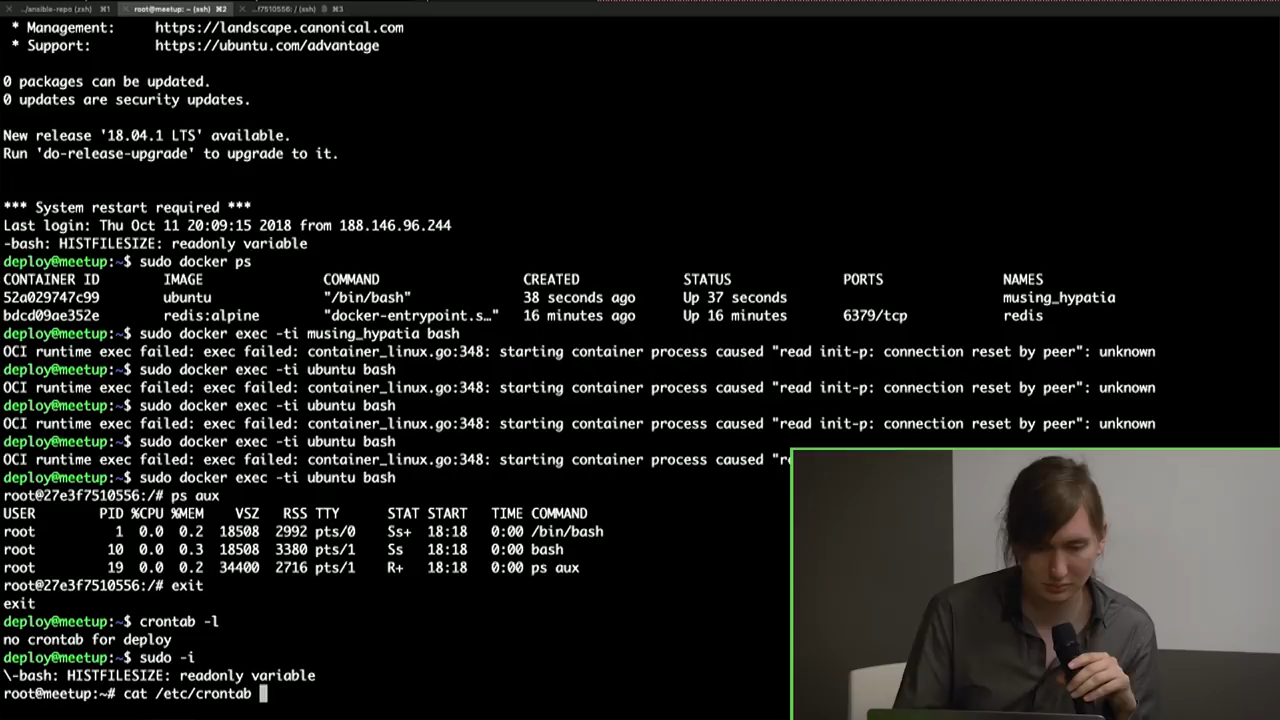 ../ansible-repo (zsh) ⌘1 × root@meetup: ~ (ssh) ⌘2 × ...f7510556: / (ssh) ⌘3
* Management: https://landscape.canonical.com
* Support: https://ubuntu.com/advantage
0 packages can be updated.
0 updates are security updates.
New release '18.04.1 LTS' available.
Run 'do-release-upgrade' to upgrade to it.
*** System restart required ***
Last login: Thu Oct 11 20:09:15 2018 from 188.146.96.244
-bash: HISTFILESIZE: readonly variable
deploy@meetup:~$ sudo docker ps
CONTAINER ID IMAGE COMMAND CREATED STATUS PORTS NAMES
52a029747c99 ubuntu "/bin/bash" 38 seconds ago Up 37 seconds musing_hypatia
bdcd09ae352e redis:alpine "docker-entrypoint.s…" 16 minutes ago Up 16 minutes 6379/tcp redis
deploy@meetup:~$ sudo docker exec -ti musing_hypatia bash
OCI runtime exec failed: exec failed: container_linux.go:348: starting container process caused "read init-p: connection reset by peer": unknown
deploy@meetup:~$ sudo docker exec -ti ubuntu bash
OCI runtime exec failed: exec failed: container_linux.go:348: starting container process caused "read init-p: connection reset by peer": unknown
deploy@meetup:~$ sudo docker exec -ti ubuntu bash
OCI runtime exec failed: exec failed: container_linux.go:348: starting container process caused "read init-p: connection reset by peer": unknown
deploy@meetup:~$ sudo docker exec -ti ubuntu bash
OCI runtime exec failed: exec failed: container_linux.go:348: starting container process caused "r
deploy@meetup:~$ sudo docker exec -ti ubuntu bash
root@27e3f7510556:/# ps aux
USER PID %CPU %MEM VSZ RSS TTY STAT START TIME COMMAND
root 1 0.0 0.2 18508 2992 pts/0 Ss+ 18:18 0:00 /bin/bash
root 10 0.0 0.3 18508 3380 pts/1 Ss 18:18 0:00 bash
root 19 0.0 0.2 34400 2716 pts/1 R+ 18:18 0:00 ps aux
root@27e3f7510556:/# exit
exit
deploy@meetup:~$ crontab -l
no crontab for deploy
deploy@meetup:~$ sudo -i
\-bash: HISTFILESIZE: readonly variable
root@meetup:~# cat /etc/crontab